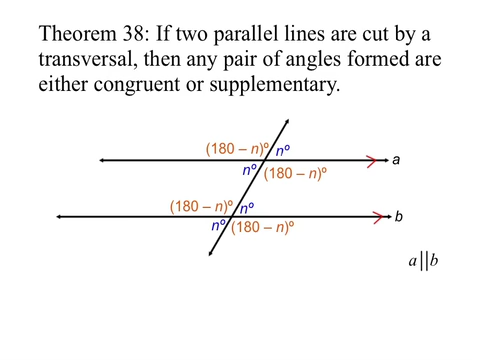 Theorem 38: If two parallel lines are cut by a
transversal, then any pair of angles formed are
either congruent or supplementary.
(180 – n)º nº
a
nº (180 – n)º
(180 – n)º nº
b
nº (180 – n)º
a||b